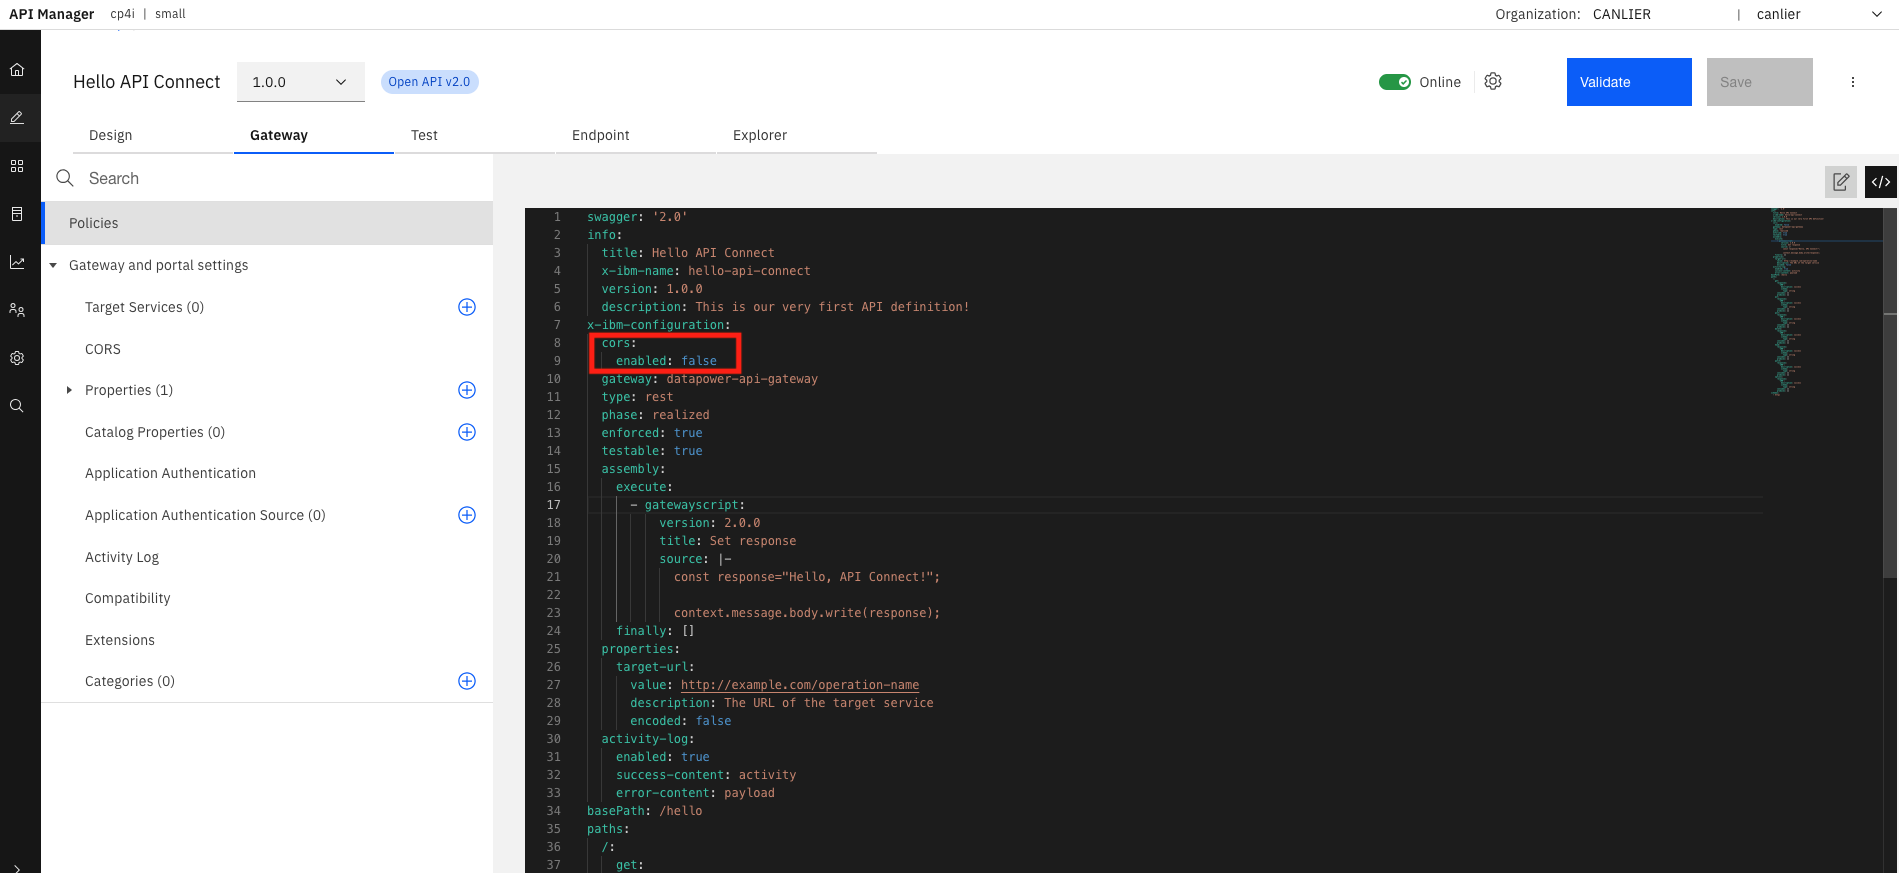 API Manager cp4i | small Organization: CANLIER | canlier
Hello API Connect 1.0.0 Open API v2.0 Online Validate Save
Design Gateway Test Endpoint Explorer
Search
Policies
Gateway and portal settings
Target Services (0)
CORS
Properties (1)
Catalog Properties (0)
Application Authentication
Application Authentication Source (0)
Activity Log
Compatibility
Extensions
Categories (0)
</>
1 swagger: '2.0'
2 info:
3 title: Hello API Connect
4 x-ibm-name: hello-api-connect
5 version: 1.0.0
6 description: This is our very first API definition!
7 x-ibm-configuration:
8 cors:
9 enabled: false
10 gateway: datapower-api-gateway
11 type: rest
12 phase: realized
13 enforced: true
14 testable: true
15 assembly:
16 execute:
17 - gatewayscript:
18 version: 2.0.0
19 title: Set response
20 source: |-
21 const response="Hello, API Connect!";
22
23 context.message.body.write(response);
24 finally: []
25 properties:
26 target-url:
27 value: http://example.com/operation-name
28 description: The URL of the target service
29 encoded: false
30 activity-log:
31 enabled: true
32 success-content: activity
33 error-content: payload
34 basePath: /hello
35 paths:
36 /:
37 get: